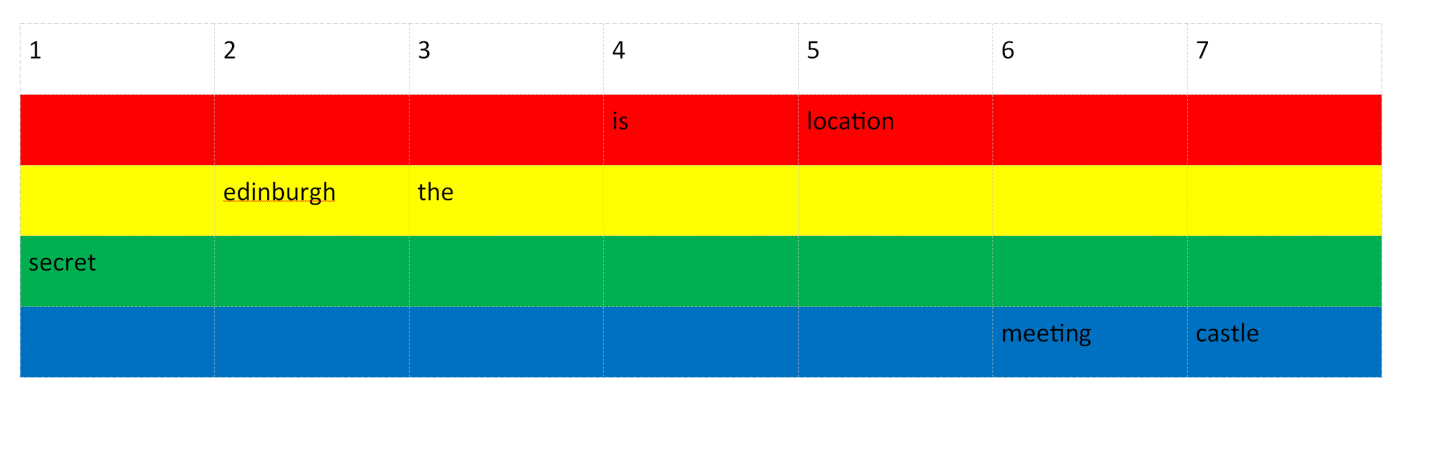 1 2 3 4 5 6 7
is location
edinburgh the
secret
meeting castle